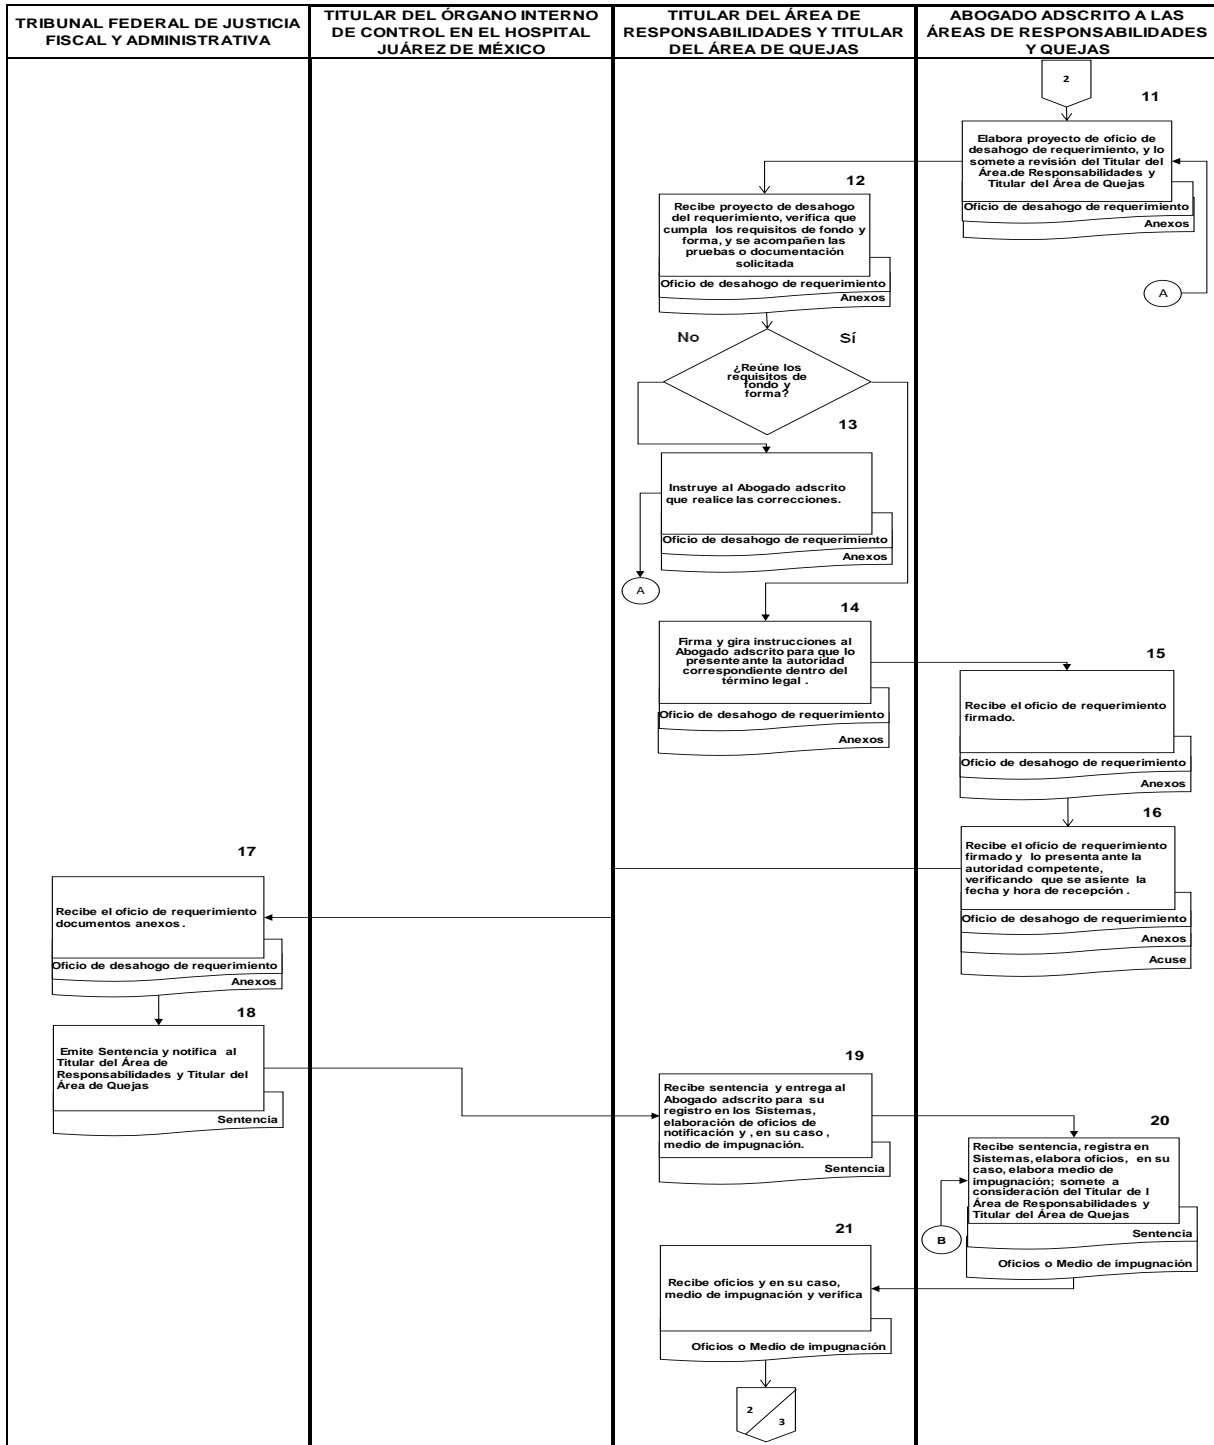 TRIBUNAL FEDERAL DE JUSTICIA
FISCAL Y ADMINISTRATIVA
TITULAR DEL ÓRGANO INTERNO
DE CONTROL EN EL HOSPITAL
JUÁREZ DE MÉXICO
TITULAR DEL ÁREA DE
RESPONSABILIDADES Y TITULAR
DEL ÁREA DE QUEJAS
ABOGADO ADSCRITO A LAS
ÁREAS DE RESPONSABILIDADES
Y QUEJAS
2
11
Elabora proyecto de oficio de
desahogo de requerimiento, y lo
somete a revisión del Titular del
Área.de Responsabilidades y
Titular del Área de Quejas
Oficio de desahogo de requerimiento
Anexos
A
12
Recibe proyecto de desahogo
del requerimiento, verifica que
cumpla los requisitos de fondo y
forma, y se acompañen las
pruebas o documentación
solicitada
Oficio de desahogo de requerimiento
Anexos
No
Sí
¿Reúne los
requisitos de
fondo y
forma?
13
Instruye al Abogado adscrito
que realice las correcciones.
Oficio de desahogo de requerimiento
Anexos
A
14
Firma y gira instrucciones al
Abogado adscrito para que lo
presente ante la autoridad
correspondiente dentro del
término legal .
Oficio de desahogo de requerimiento
Anexos
15
Recibe el oficio de requerimiento
firmado.
Oficio de desahogo de requerimiento
Anexos
16
Recibe el oficio de requerimiento
firmado y lo presenta ante la
autoridad competente,
verificando que se asiente la
fecha y hora de recepción .
Oficio de desahogo de requerimiento
Anexos
Acuse
17
Recibe el oficio de requerimiento
documentos anexos .
Oficio de desahogo de requerimiento
Anexos
18
Emite Sentencia y notifica al
Titular del Área de
Responsabilidades y Titular del
Área de Quejas
Sentencia
19
Recibe sentencia y entrega al
Abogado adscrito para su
registro en los Sistemas,
elaboración de oficios de
notificación y , en su caso ,
medio de impugnación.
Sentencia
20
Recibe sentencia, registra en
Sistemas, elabora oficios, en su
caso, elabora medio de
impugnación; somete a
consideración del Titular de l
Área de Responsabilidades y
Titular del Área de Quejas
Sentencia
Oficios o Medio de impugnación
B
21
Recibe oficios y en su caso,
medio de impugnación y verifica
Oficios o Medio de impugnación
2
3